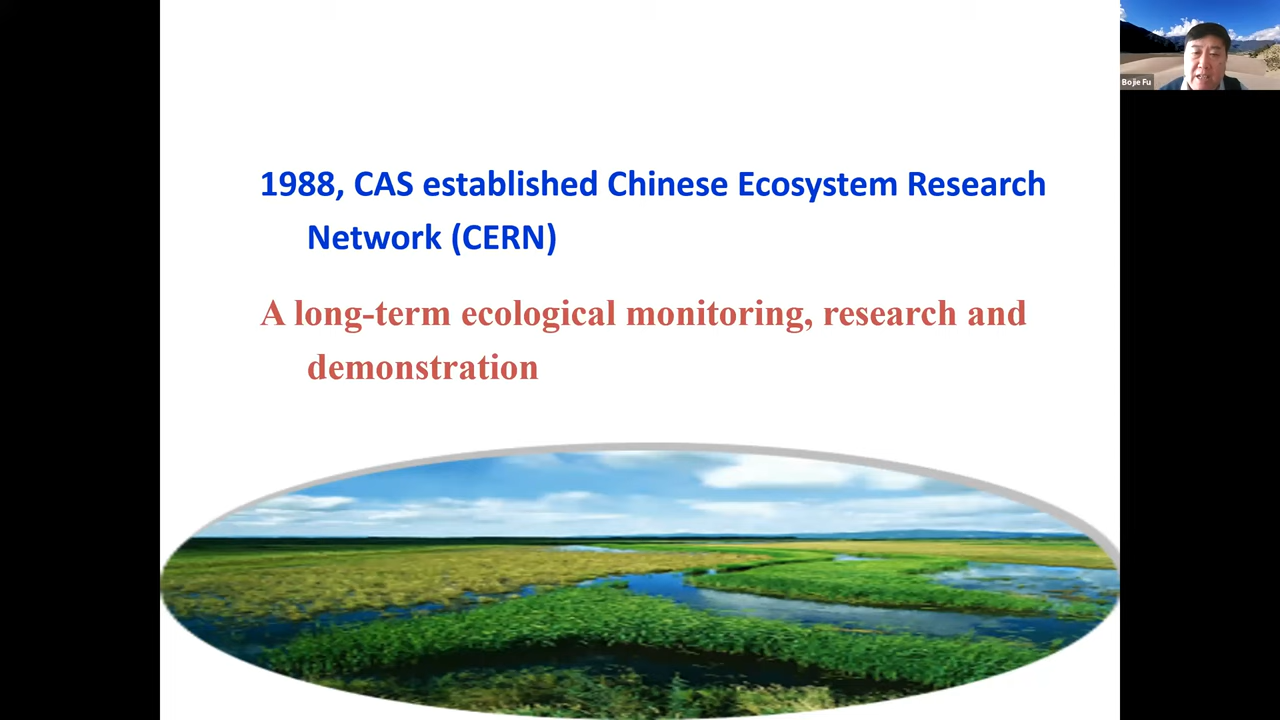 Bojie Fu
1988, CAS established Chinese Ecosystem Research
Network (CERN)
A long-term ecological monitoring, research and
demonstration